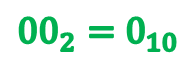 00₂ = 0₁₀